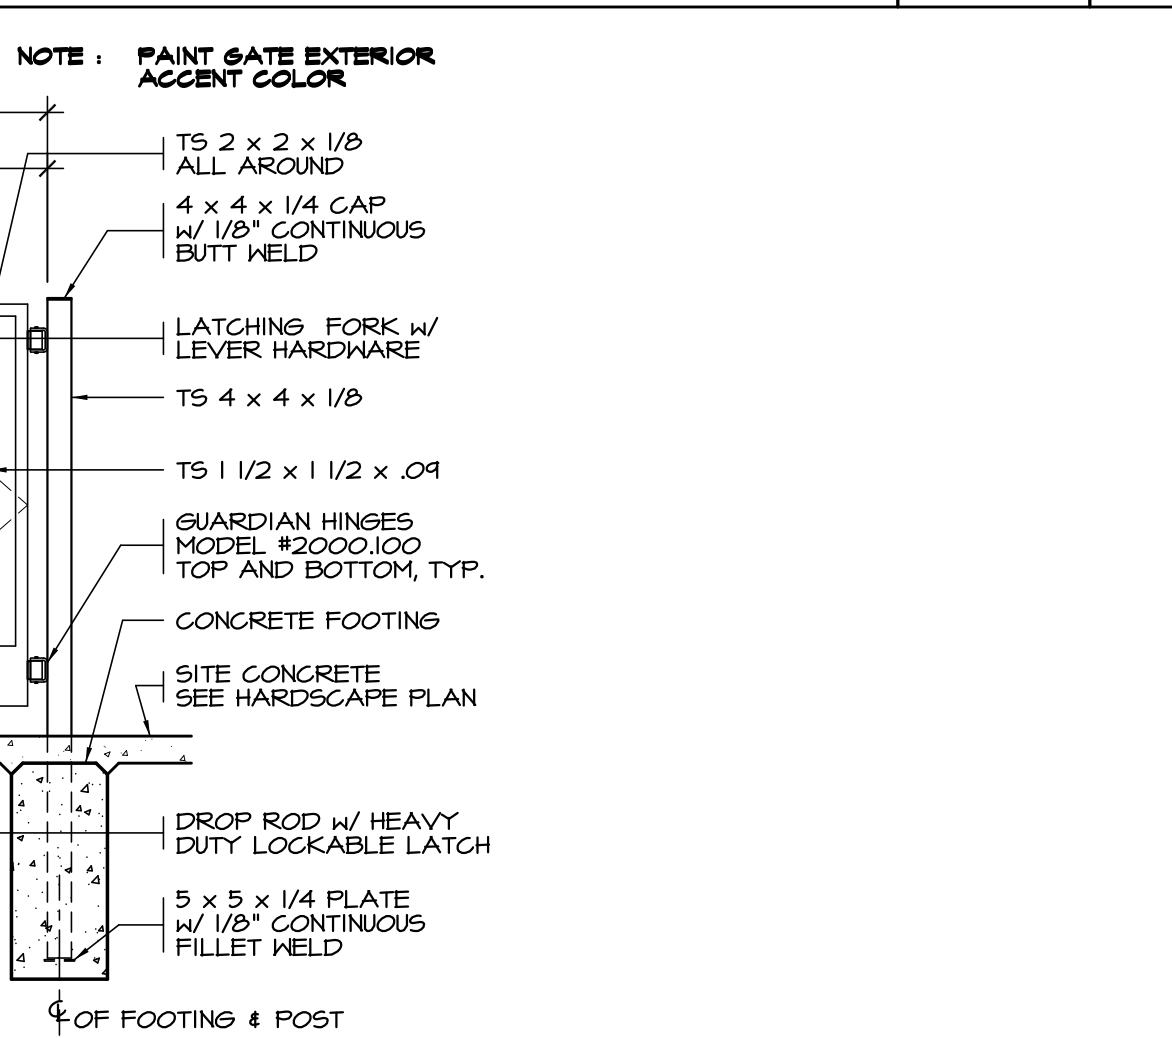 NOTE : PAINT GATE EXTERIOR
ACCENT COLOR
TS 2 x 2 x 1/8
ALL AROUND
4 x 4 x 1/4 CAP
w/ 1/8" CONTINUOUS
BUTT WELD
LATCHING FORK w/
LEVER HARDWARE
TS 4 x 4 x 1/8
TS 1 1/2 x 1 1/2 x .09
GUARDIAN HINGES
MODEL #2000.100
TOP AND BOTTOM, TYP.
CONCRETE FOOTING
SITE CONCRETE
SEE HARDSCAPE PLAN
DROP ROD w/ HEAVY
DUTY LOCKABLE LATCH
5 x 5 x 1/4 PLATE
w/ 1/8" CONTINUOUS
FILLET WELD
℄ OF FOOTING & POST